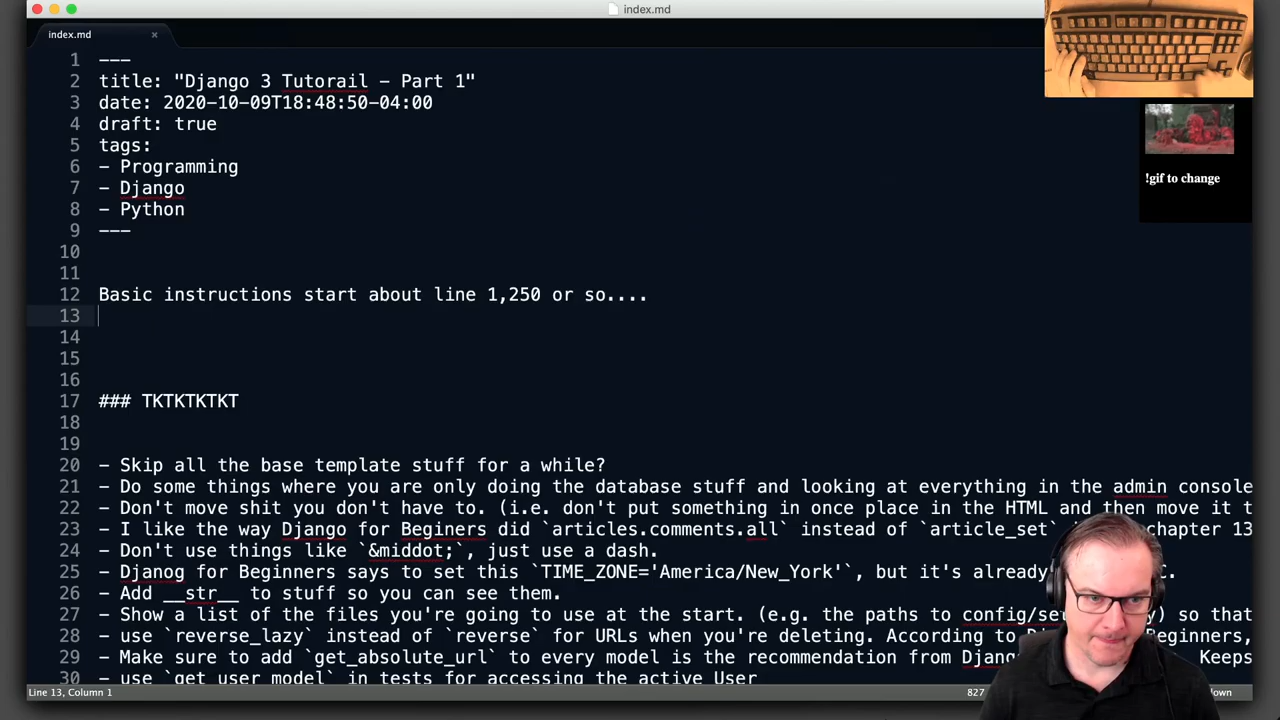 index.md
index.md
1 ---
2 title: "Django 3 Tutorail - Part 1"
3 date: 2020-10-09T18:48:50-04:00
4 draft: true
5 tags:
6 - Programming
7 - Django
8 - Python
9 ---
10
11
12 Basic instructions start about line 1,250 or so....
13
14
15
16
17 ### TKTKTKTKT
18
19
20 - Skip all the base template stuff for a while?
21 - Do some things where you are only doing the database stuff and looking at everything in the admin console
22 - Don't move shit you don't have to. (i.e. don't put something in once place in the HTML and then move it t
23 - I like the way Django for Beginers did `articles.comments.all` instead of `article_set` chapter 13
24 - Don't use things like `&middot;`, just use a dash.
25 - Djanog for Beginners says to set this `TIME_ZONE='America/New_York'`, but it's already
26 - Add __str__ to stuff so you can see them.
27 - Show a list of the files you're going to use at the start. (e.g. the paths to so that
28 - use `reverse_lazy` instead of `reverse` for URLs when you're deleting. According to Beginners,
29 - Make sure to add `get_absolute_url` to every model is the recommendation from Keeps
30 - use `get_user_model` in tests for accessing the active User
Line 13, Column 1
827
!gif to change